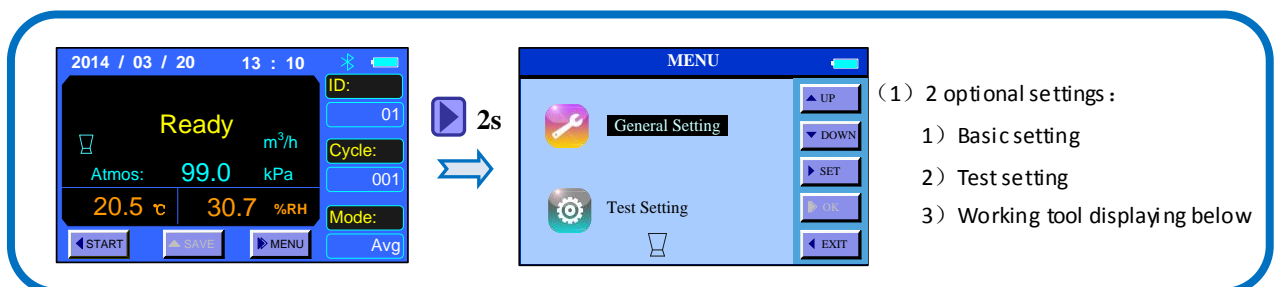 2014 / 03 / 20 13 : 10
Ready
m³/h
Atmos: 99.0 kPa
20.5 ℃ 30.7 %RH
START SAVE MENU
ID:
01
Cycle:
001
Mode:
Avg
2s
MENU
General Setting
Test Setting
UP
DOWN
SET
OK
EXIT
（1）2 optional settings：
1）Basic setting
2）Test setting
3）Working tool displaying below